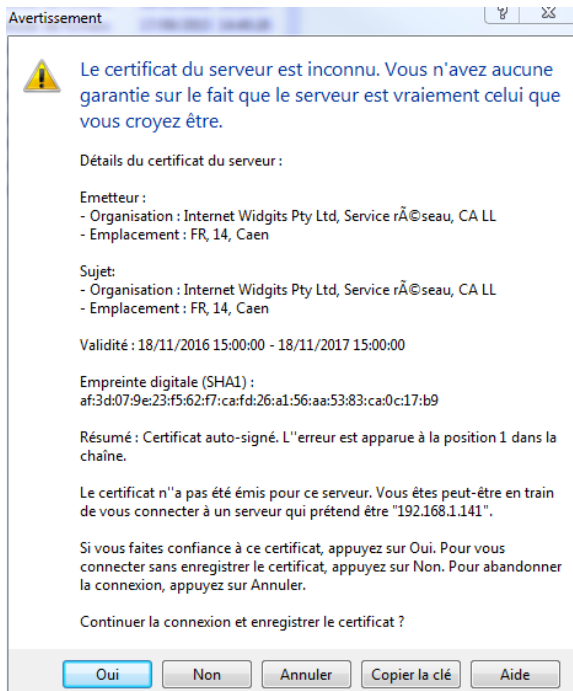 Avertissement
Le certificat du serveur est inconnu. Vous n'avez aucune
garantie sur le fait que le serveur est vraiment celui que
vous croyez être.
Détails du certificat du serveur :
Emetteur :
- Organisation : Internet Widgits Pty Ltd, Service rÃ©seau, CA LL
- Emplacement : FR, 14, Caen
Sujet:
- Organisation : Internet Widgits Pty Ltd, Service rÃ©seau, CA LL
- Emplacement : FR, 14, Caen
Validité : 18/11/2016 15:00:00 - 18/11/2017 15:00:00
Empreinte digitale (SHA1) :
af:3d:07:9e:23:f5:62:f7:ca:fd:26:a1:56:aa:53:83:ca:0c:17:b9
Résumé : Certificat auto-signé. L''erreur est apparue à la position 1 dans la
chaîne.
Le certificat n''a pas été émis pour ce serveur. Vous êtes peut-être en train
de vous connecter à un serveur qui prétend être "192.168.1.141".
Si vous faites confiance à ce certificat, appuyez sur Oui. Pour vous
connecter sans enregistrer le certificat, appuyez sur Non. Pour abandonner
la connexion, appuyez sur Annuler.
Continuer la connexion et enregistrer le certificat ?
Oui Non Annuler Copier la clé Aide